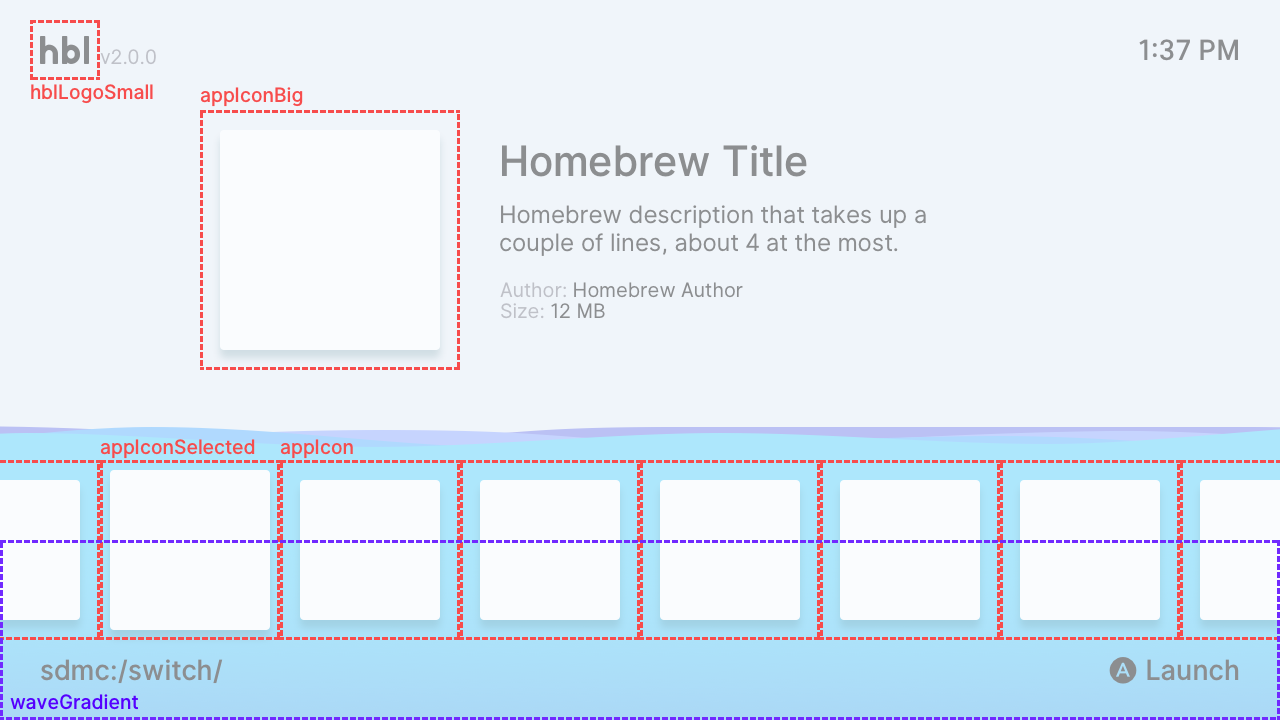 hbl v2.0.0
1:37 PM
hblLogoSmall
appIconBig
Homebrew Title
Homebrew description that takes up a
couple of lines, about 4 at the most.
Author: Homebrew Author
Size: 12 MB
appIconSelected
appIcon
sdmc:/switch/
A Launch
waveGradient